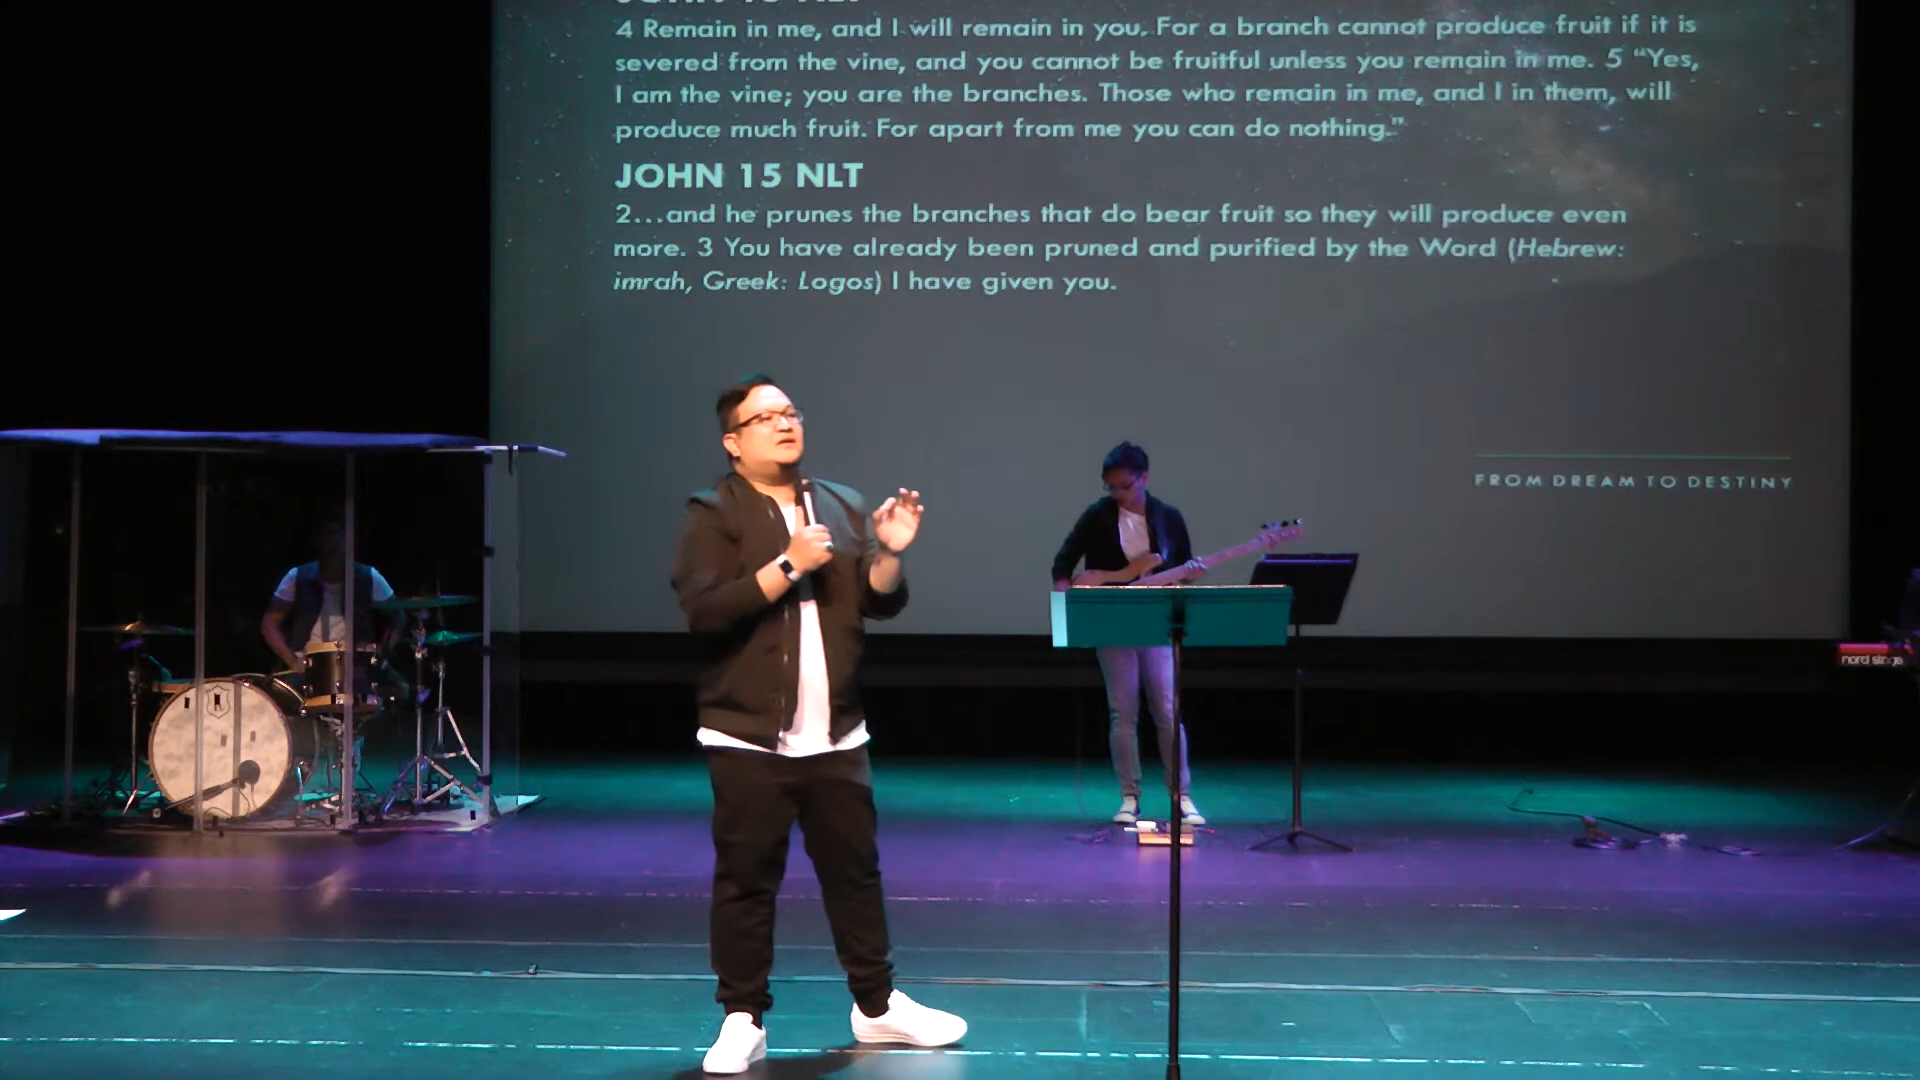 JOHN 15 NLT
4 Remain in me, and I will remain in you. For a branch cannot produce fruit if it is
severed from the vine, and you cannot be fruitful unless you remain in me. 5 “Yes,
I am the vine; you are the branches. Those who remain in me, and I in them, will
produce much fruit. For apart from me you can do nothing.”
JOHN 15 NLT
2...and he prunes the branches that do bear fruit so they will produce even
more. 3 You have already been pruned and purified by the Word (Hebrew:
imrah, Greek: Logos) I have given you.
FROM DREAM TO DESTINY
nord stage